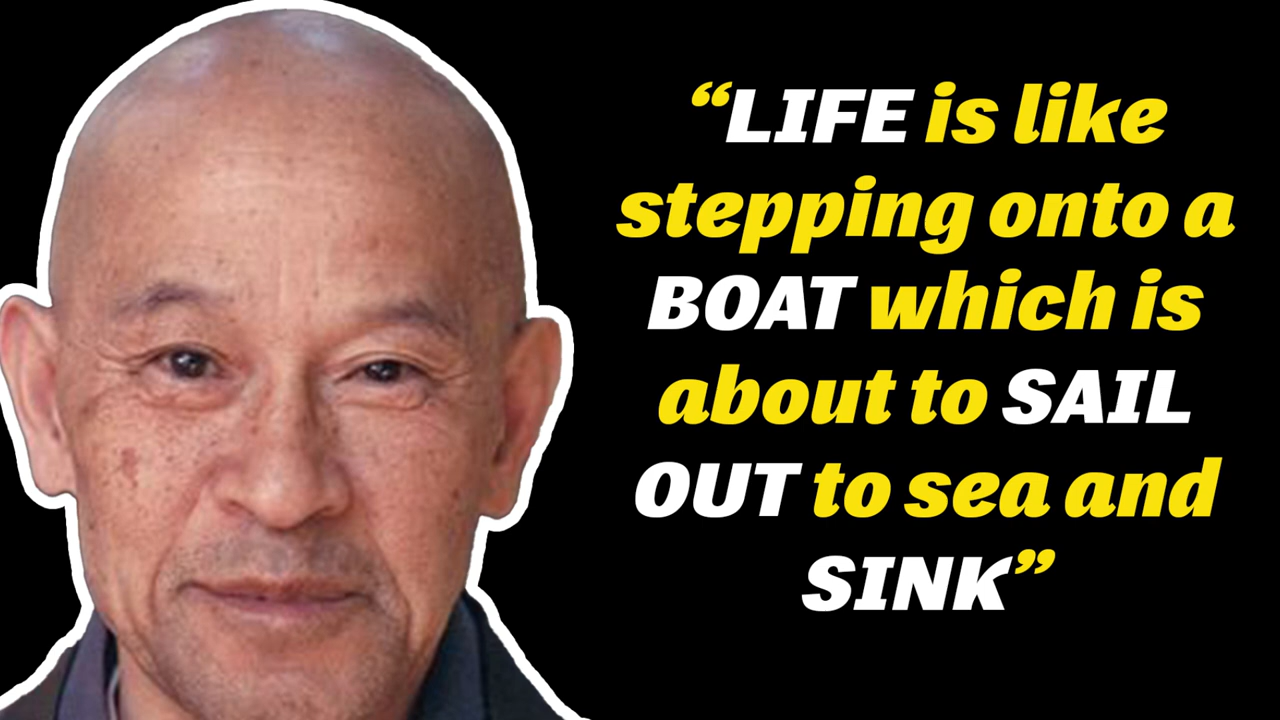 “LIFE is like
stepping onto a
BOAT which is
about to SAIL
OUT to sea and
SINK”